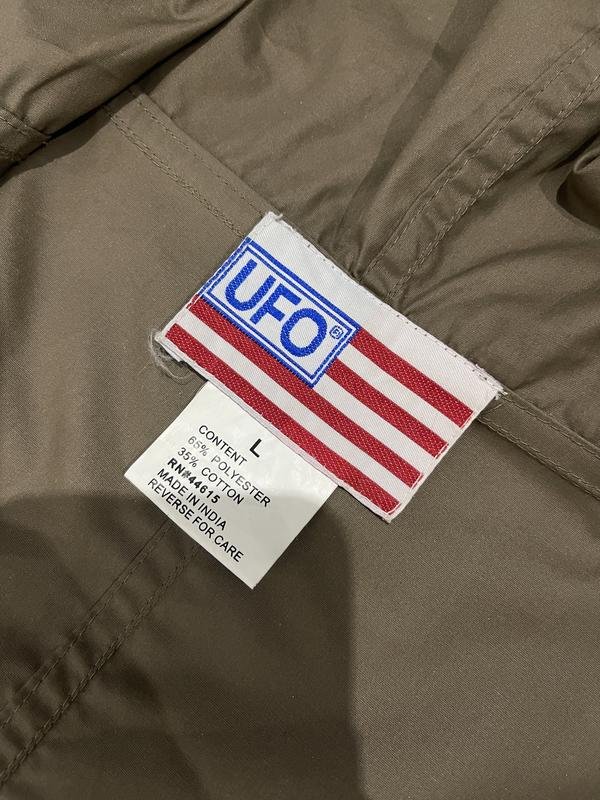 UFO®
L
CONTENT
65% POLYESTER
35% COTTON
RN#44615
MADE IN INDIA
REVERSE FOR CARE